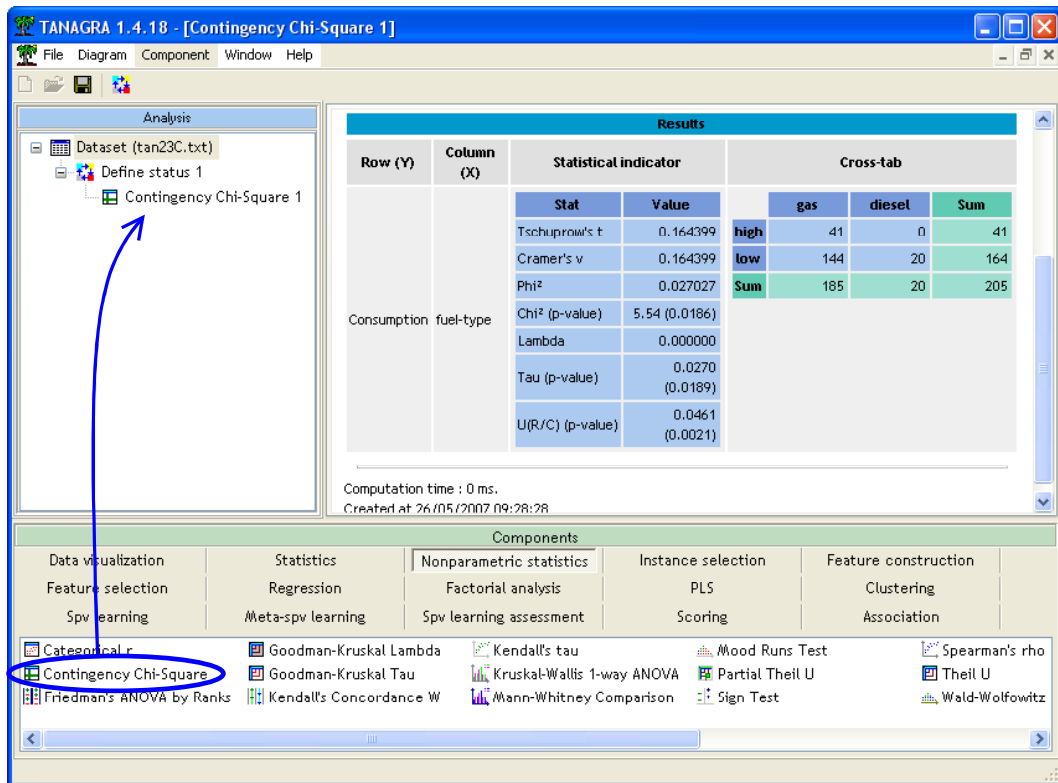 TANAGRA 1.4.18 - [Contingency Chi-Square 1]
File Diagram Component Window Help
Analysis
Dataset (tan23C.txt)
Define status 1
Contingency Chi-Square 1
Results
Row (Y) Column (X) Statistical indicator Cross-tab
Stat Value
Tschuprow's t 0.164399
Cramer's v 0.164399
Phi² 0.027027
Chi² (p-value) 5.54 (0.0186)
Lambda 0.000000
Tau (p-value) 0.0270 (0.0189)
U(R/C) (p-value) 0.0461 (0.0021)
Consumption fuel-type
gas diesel Sum
high 41 0 41
low 144 20 164
Sum 185 20 205
Computation time : 0 ms.
Created at 26/05/2007 09:28:28
Components
Data visualization Statistics Nonparametric statistics Instance selection Feature construction
Feature selection Regression Factorial analysis PLS Clustering
Spv learning Meta-spv learning Spv learning assessment Scoring Association
Categorical r Goodman-Kruskal Lambda Kendall's tau Mood Runs Test Spearman's rho
Contingency Chi-Square Goodman-Kruskal Tau Kruskal-Wallis 1-way ANOVA Partial Theil U Theil U
Friedman's ANOVA by Ranks Kendall's Concordance W Mann-Whitney Comparison Sign Test Wald-Wolfowitz